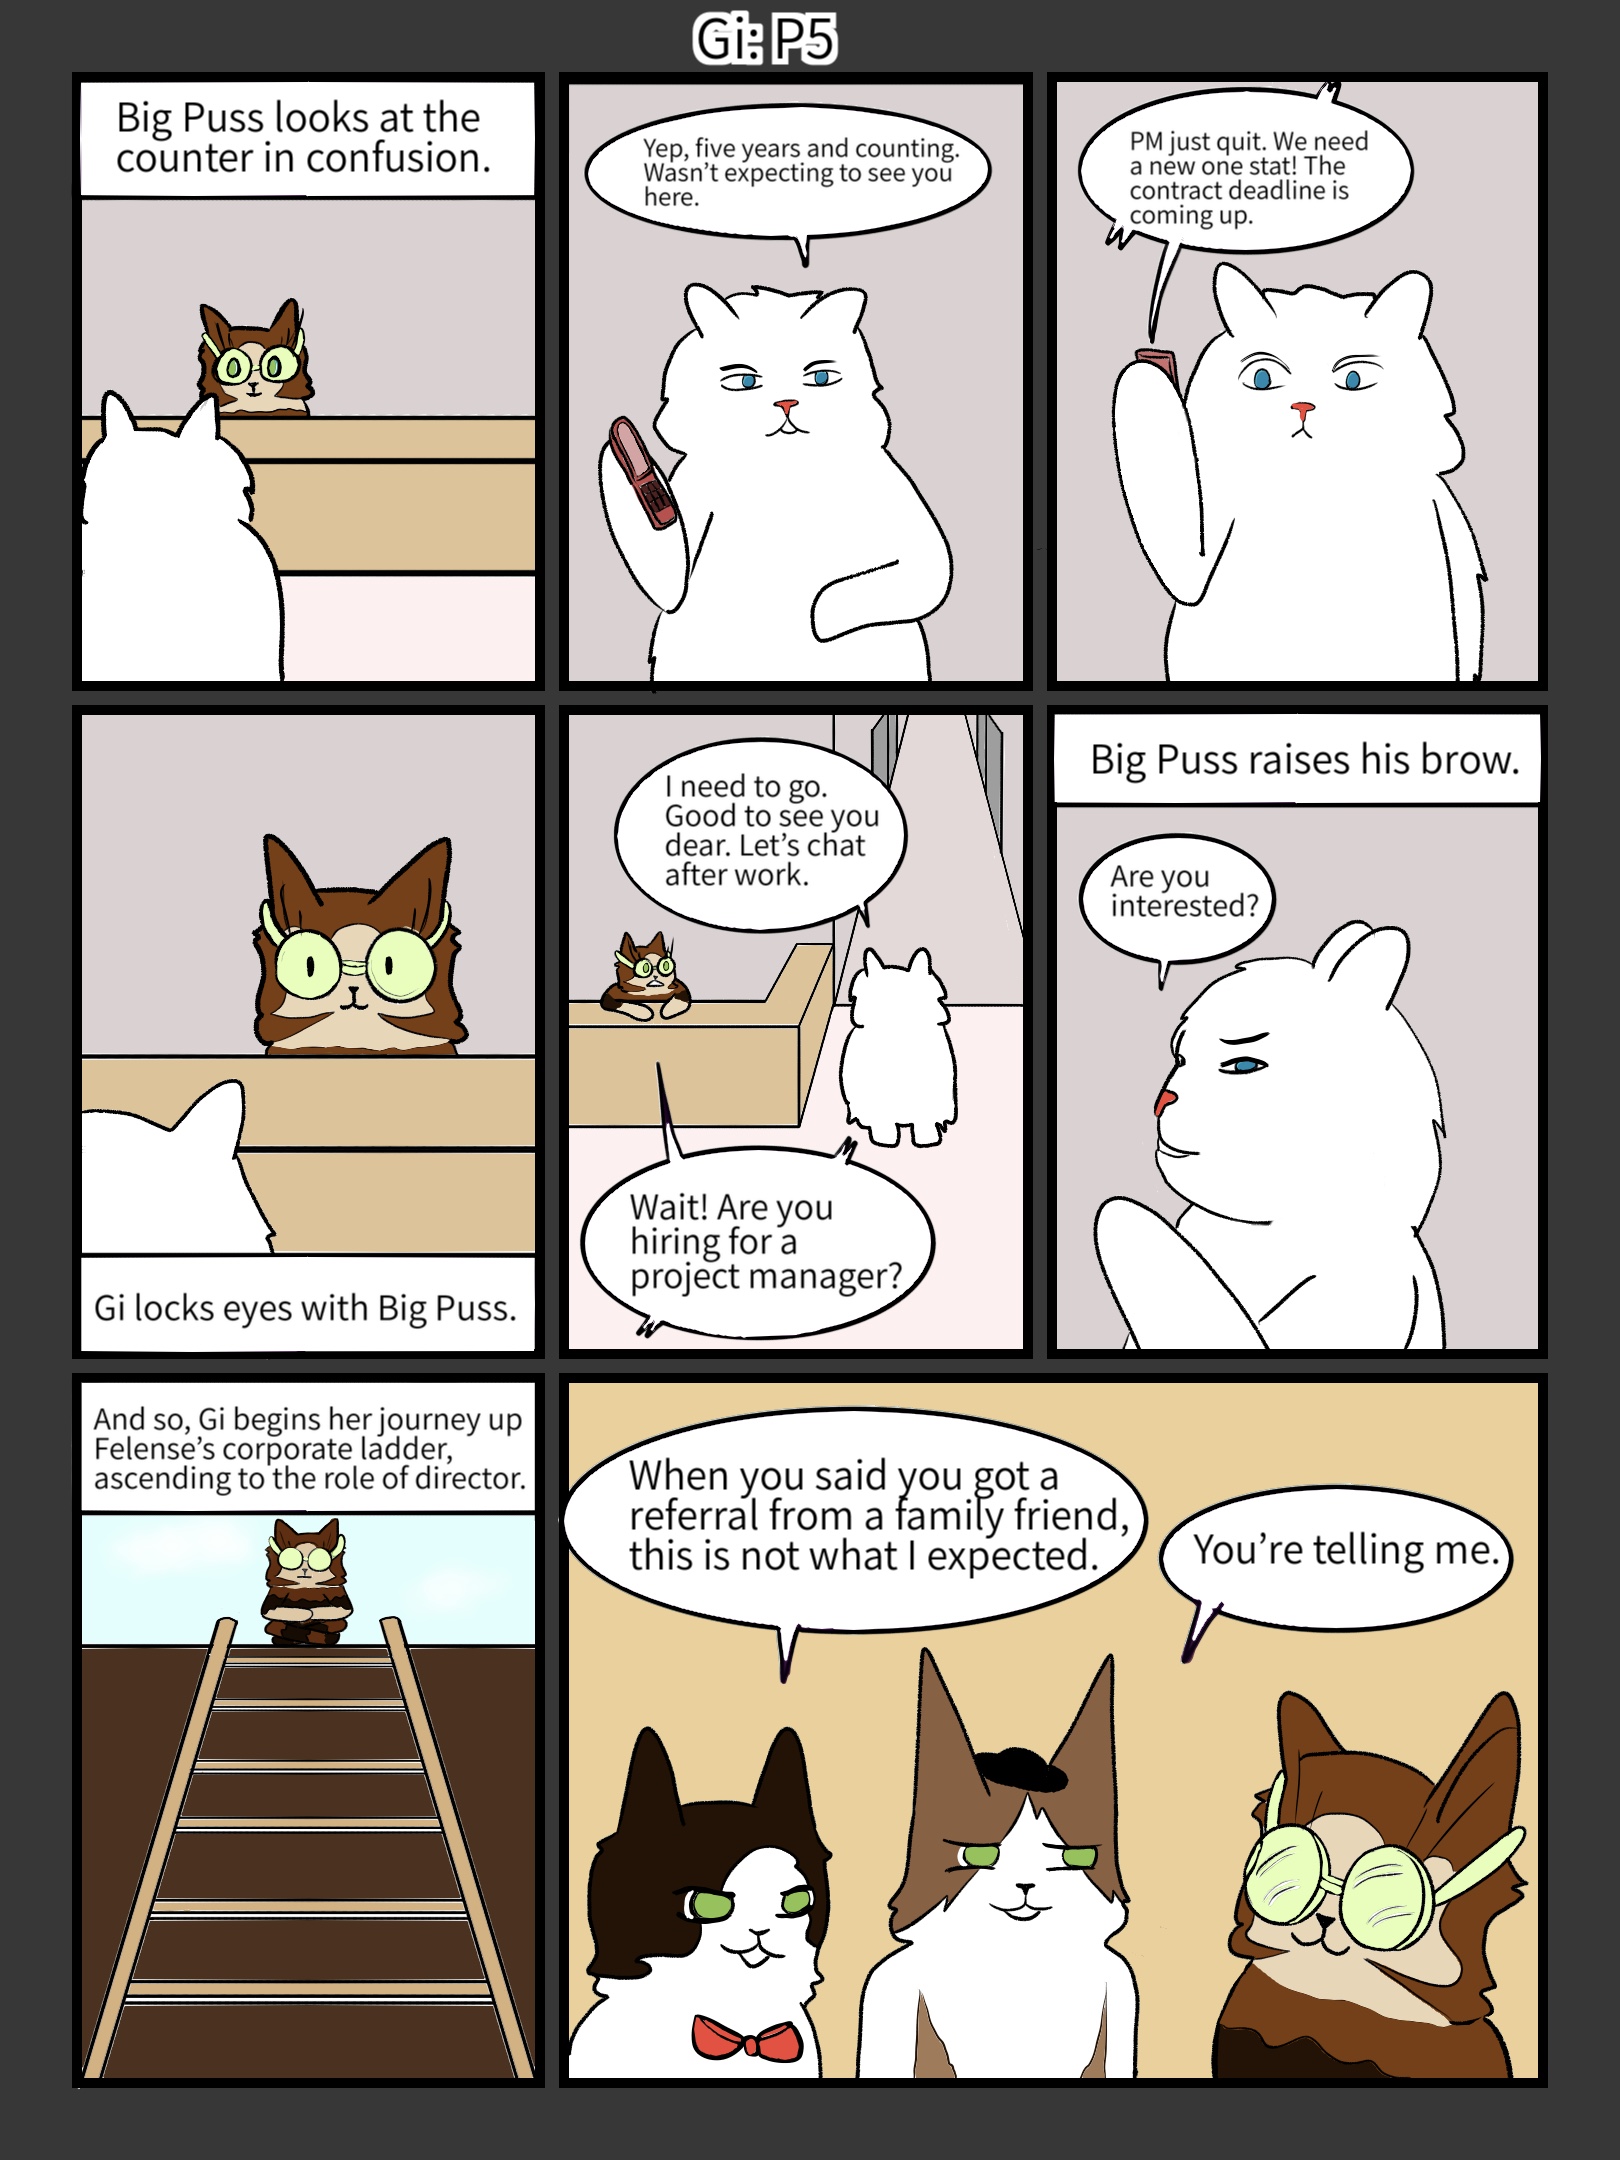 Gi: P5
Big Puss looks at the
counter in confusion.
Yep, five years and counting.
Wasn't expecting to see you
here.
PM just quit. We need
a new one stat! The
contract deadline is
coming up.
Gi locks eyes with Big Puss.
I need to go.
Good to see you
dear. Let's chat
after work.
Wait! Are you
hiring for a
project manager?
Big Puss raises his brow.
Are you
interested?
And so, Gi begins her journey up
Felense's corporate ladder,
ascending to the role of director.
When you said you got a
referral from a family friend,
this is not what I expected.
You're telling me.